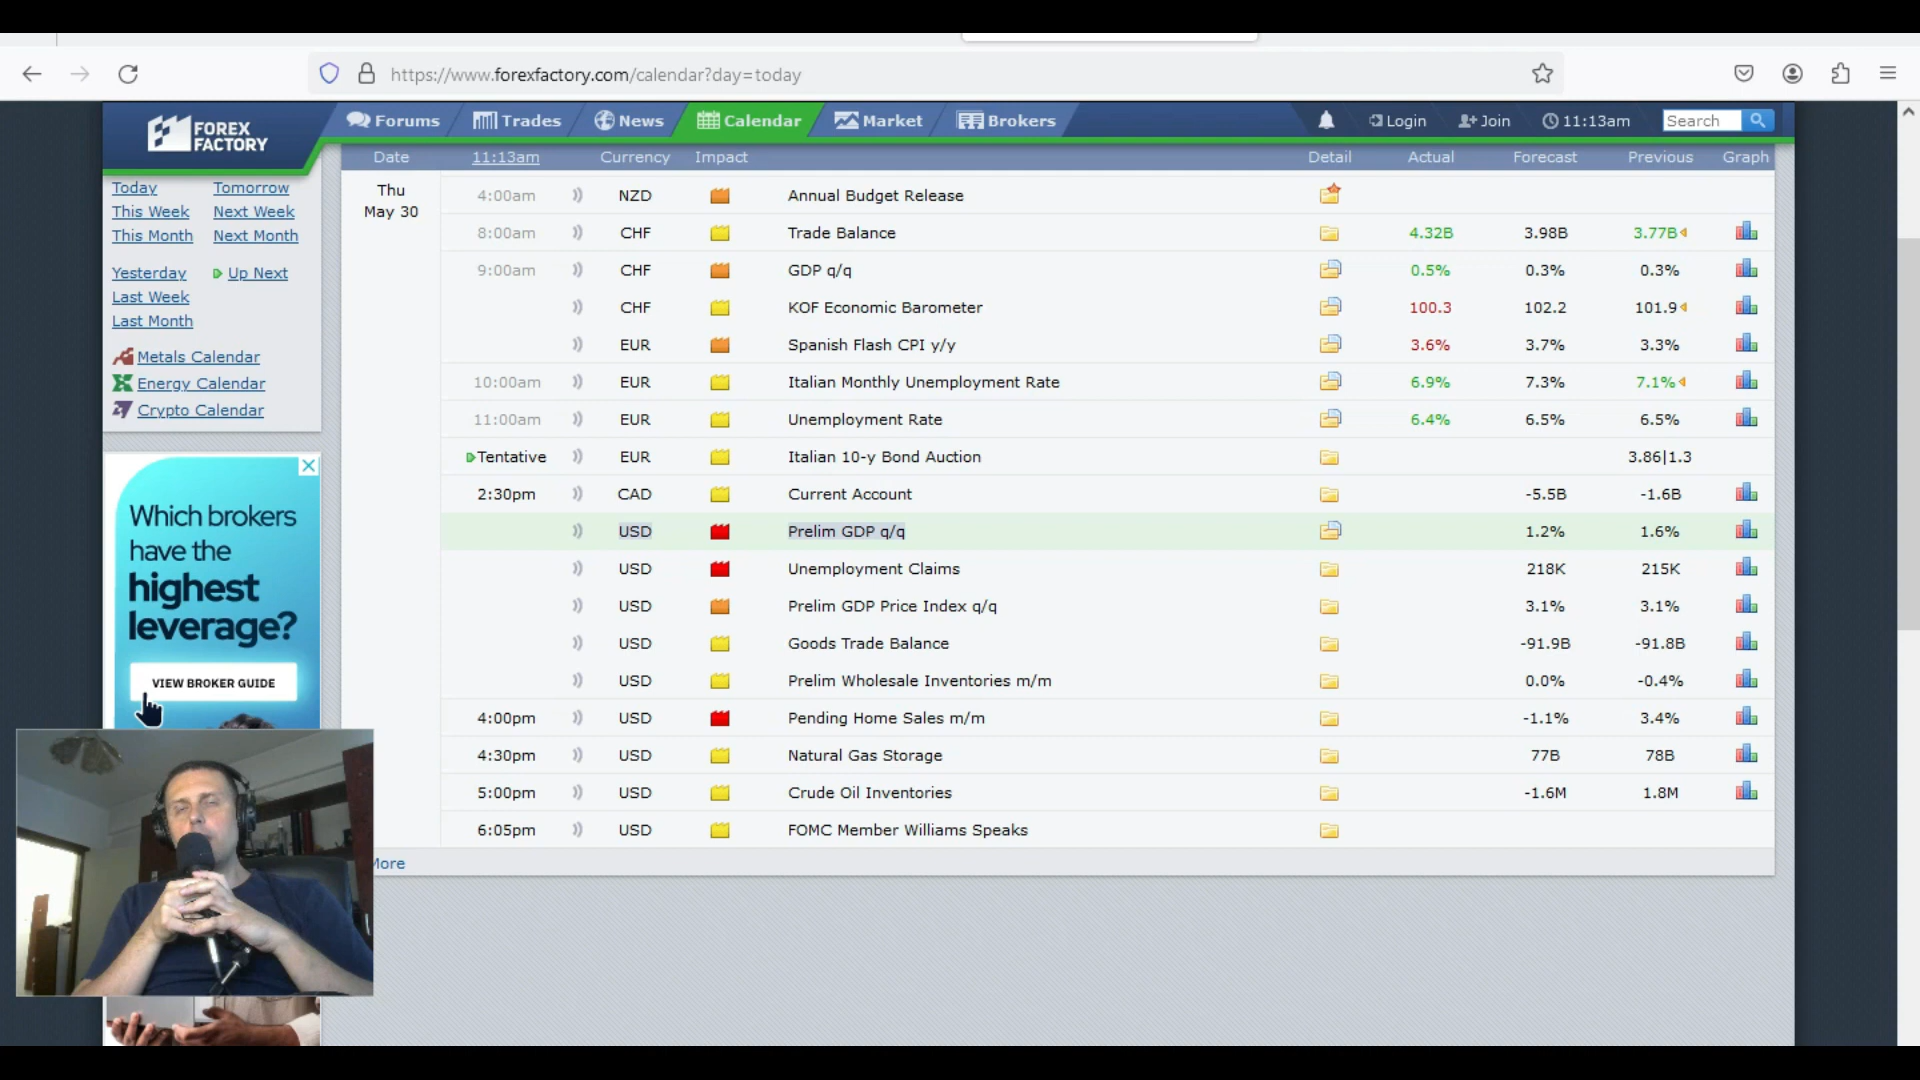 https://www.forexfactory.com/calendar?day=today
FOREX FACTORY
Forums Trades News Calendar Market Brokers Login Join 11:13am Search
Date 11:13am Currency Impact Detail Actual Forecast Previous Graph
Today Tomorrow
This Week Next Week
This Month Next Month
Yesterday Up Next
Last Week
Last Month
Metals Calendar
Energy Calendar
Crypto Calendar
Which brokers
have the
highest
leverage?
VIEW BROKER GUIDE
Thu
May 30
4:00am NZD Annual Budget Release
8:00am CHF Trade Balance 4.32B 3.98B 3.77B
9:00am CHF GDP q/q 0.5% 0.3% 0.3%
CHF KOF Economic Barometer 100.3 102.2 101.9
EUR Spanish Flash CPI y/y 3.6% 3.7% 3.3%
10:00am EUR Italian Monthly Unemployment Rate 6.9% 7.3% 7.1%
11:00am EUR Unemployment Rate 6.4% 6.5% 6.5%
Tentative EUR Italian 10-y Bond Auction 3.86|1.3
2:30pm CAD Current Account -5.5B -1.6B
USD Prelim GDP q/q 1.2% 1.6%
USD Unemployment Claims 218K 215K
USD Prelim GDP Price Index q/q 3.1% 3.1%
USD Goods Trade Balance -91.9B -91.8B
USD Prelim Wholesale Inventories m/m 0.0% -0.4%
4:00pm USD Pending Home Sales m/m -1.1% 3.4%
4:30pm USD Natural Gas Storage 77B 78B
5:00pm USD Crude Oil Inventories -1.6M 1.8M
6:05pm USD FOMC Member Williams Speaks
More